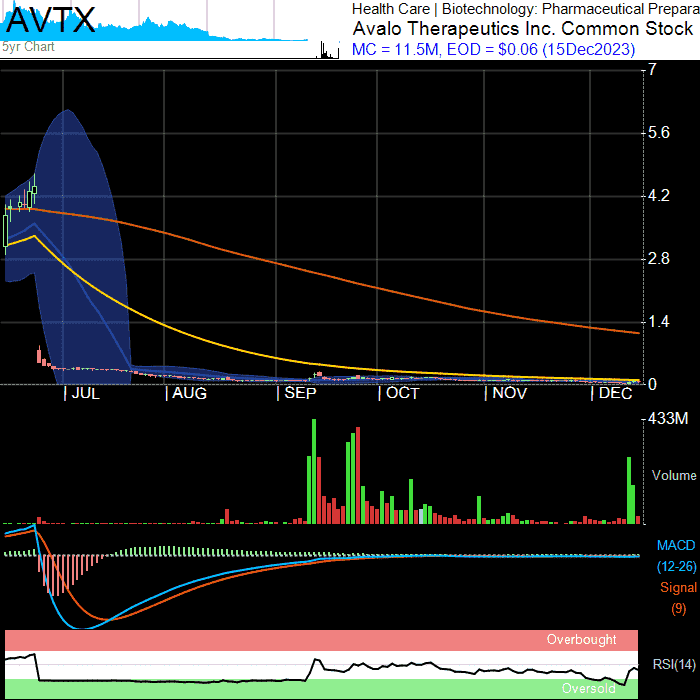 AVTX
5yr Chart
Health Care | Biotechnology: Pharmaceutical Prepara
Avalo Therapeutics Inc. Common Stock
MC = 11.5M, EOD = $0.06 (15Dec2023)
7
5.6
4.2
2.8
1.4
0
JUL
AUG
SEP
OCT
NOV
DEC
433M
Volume
MACD
(12-26)
Signal
(9)
Overbought
RSI(14)
Oversold